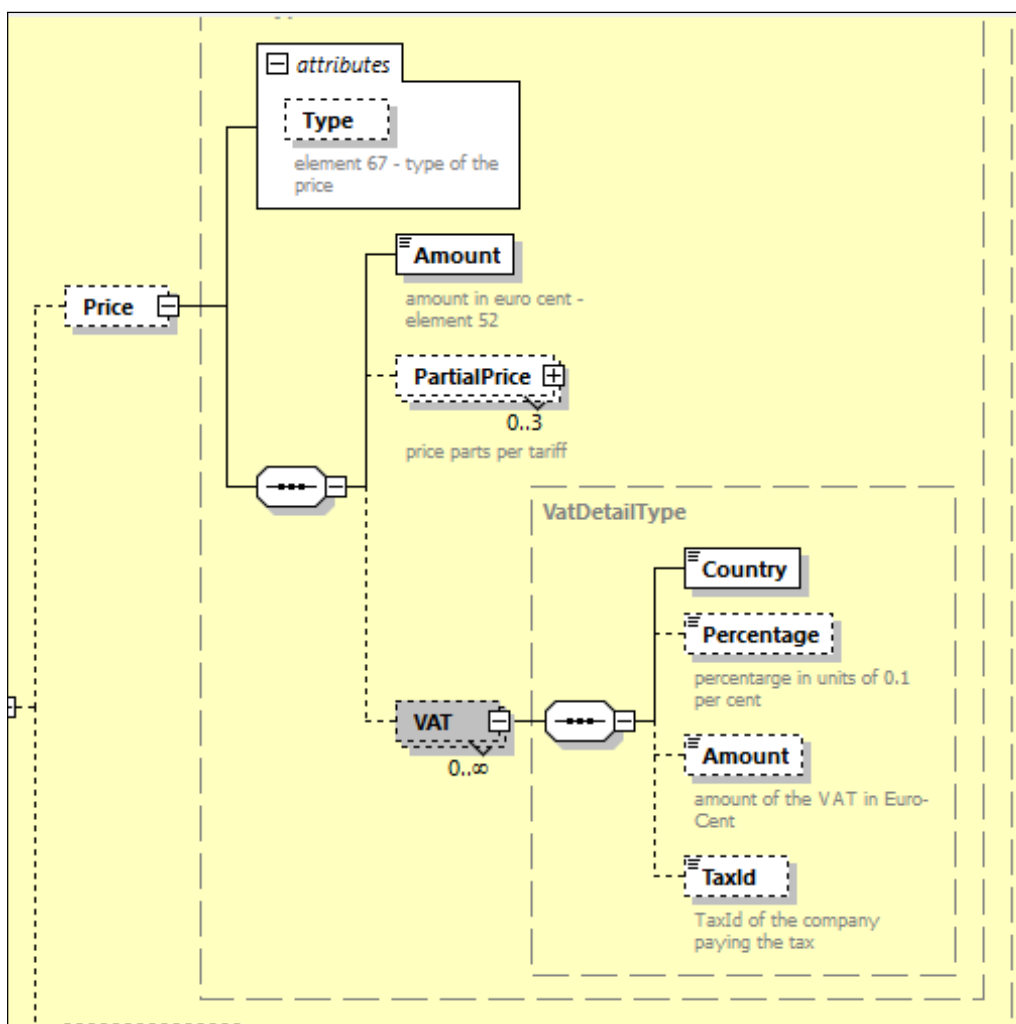 attributes
Type
element 67 - type of the
price
Amount
amount in euro cent -
element 52
Price
PartialPrice
0..3
price parts per tariff
VatDetailType
Country
Percentage
percentarge in units of 0.1
per cent
VAT
0..∞
Amount
amount of the VAT in Euro-
Cent
TaxId
TaxId of the company
paying the tax